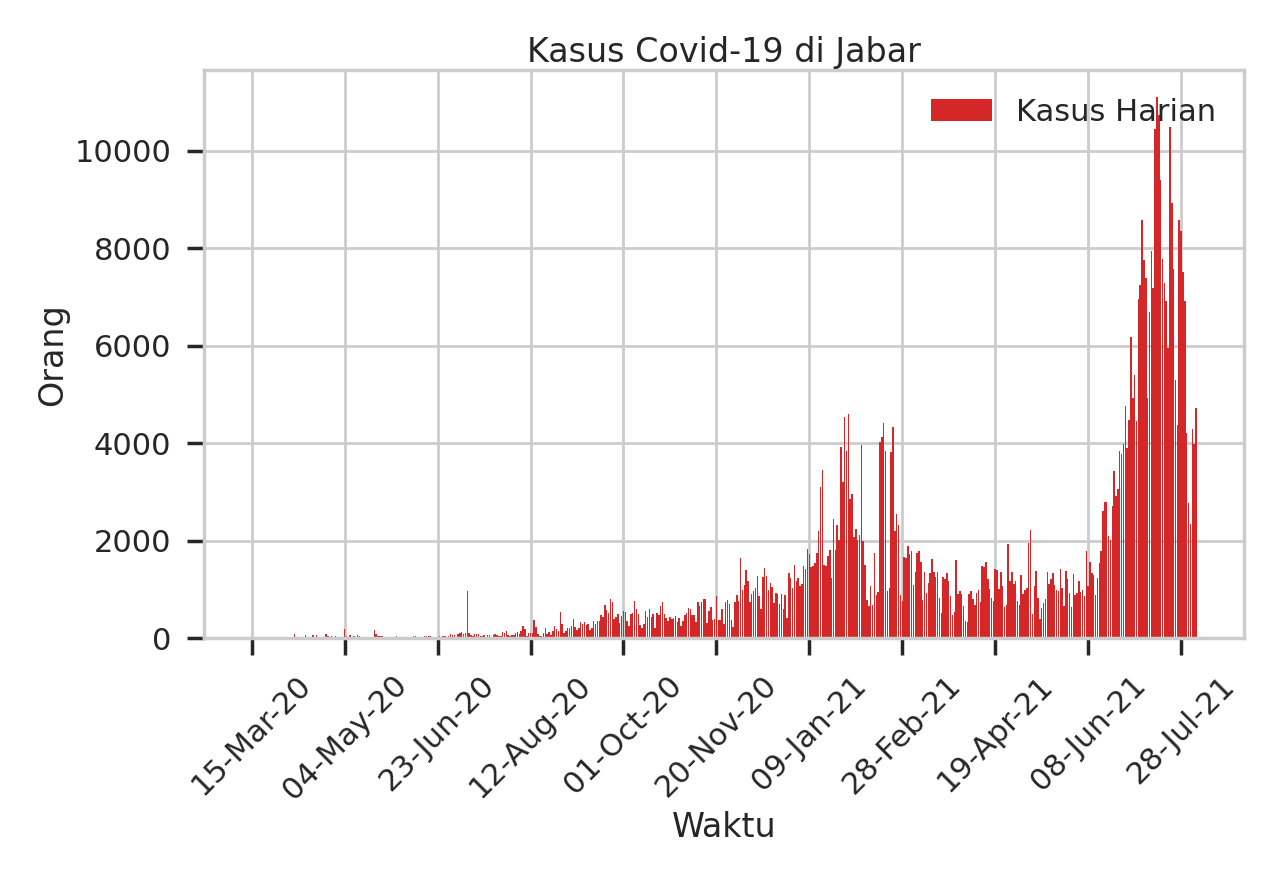 Kasus Covid-19 di Jabar
Kasus Harian
10000
8000
6000
4000
2000
0
Orang
15-Mar-20
04-May-20
23-Jun-20
12-Aug-20
01-Oct-20
20-Nov-20
09-Jan-21
28-Feb-21
19-Apr-21
08-Jun-21
28-Jul-21
Waktu